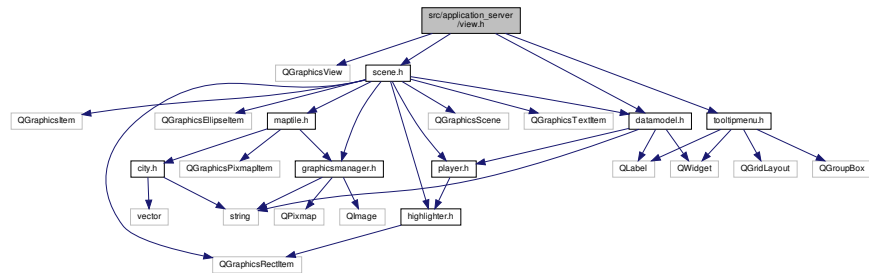 src/application_server
/view.h
QGraphicsView
scene.h
QGraphicsItem
QGraphicsEllipseItem
maptile.h
QGraphicsScene
QGraphicsTextItem
datamodel.h
tooltipmenu.h
city.h
QGraphicsPixmapItem
graphicsmanager.h
player.h
QLabel
QWidget
QGridLayout
QGroupBox
vector
string
QPixmap
QImage
highlighter.h
QGraphicsRectItem